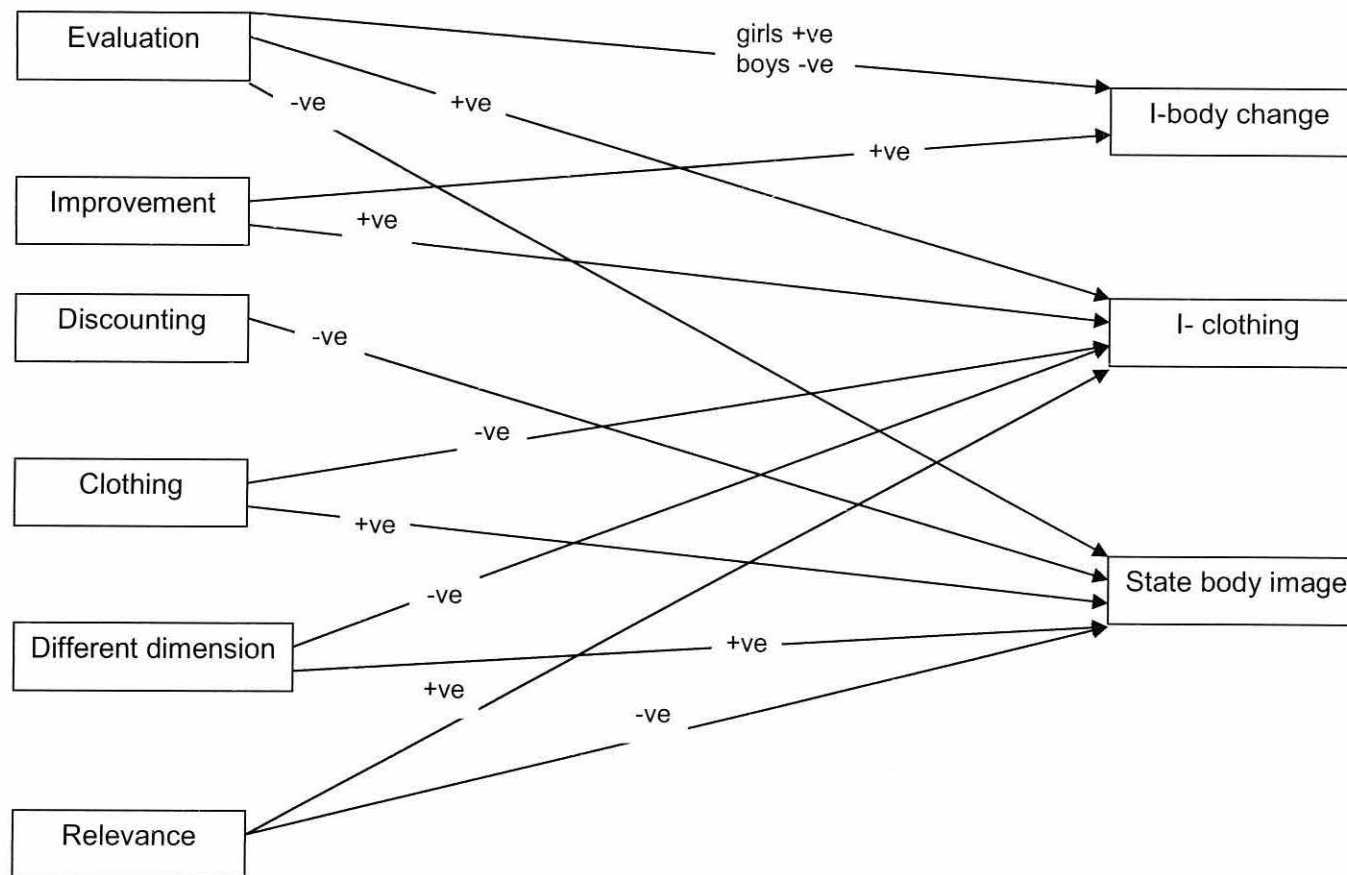 Evaluation
girls +ve
boys -ve
-ve
+ve
I-body change
+ve
Improvement
+ve
Discounting
-ve
I- clothing
Clothing
-ve
+ve
State body image
-ve
Different dimension
+ve
+ve
-ve
Relevance